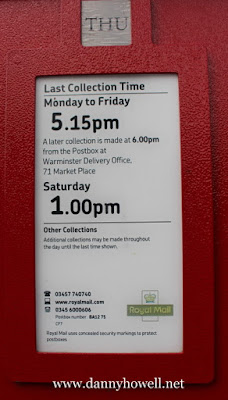 THU
Last Collection Time
Monday to Friday
5.15pm
A later collection is made at 6.00pm
from the Postbox at
Warminster Delivery Office,
71 Market Place
Saturday
1.00pm
Other Collections
Additional collections may be made throughout
the day until the last time shown.
03457 740740
www.royalmail.com
0345 6000606
Postbox number BA12 71
Royal Mail
Royal Mail uses concealed security markings to protect
postboxes.
www.dannyhowell.net